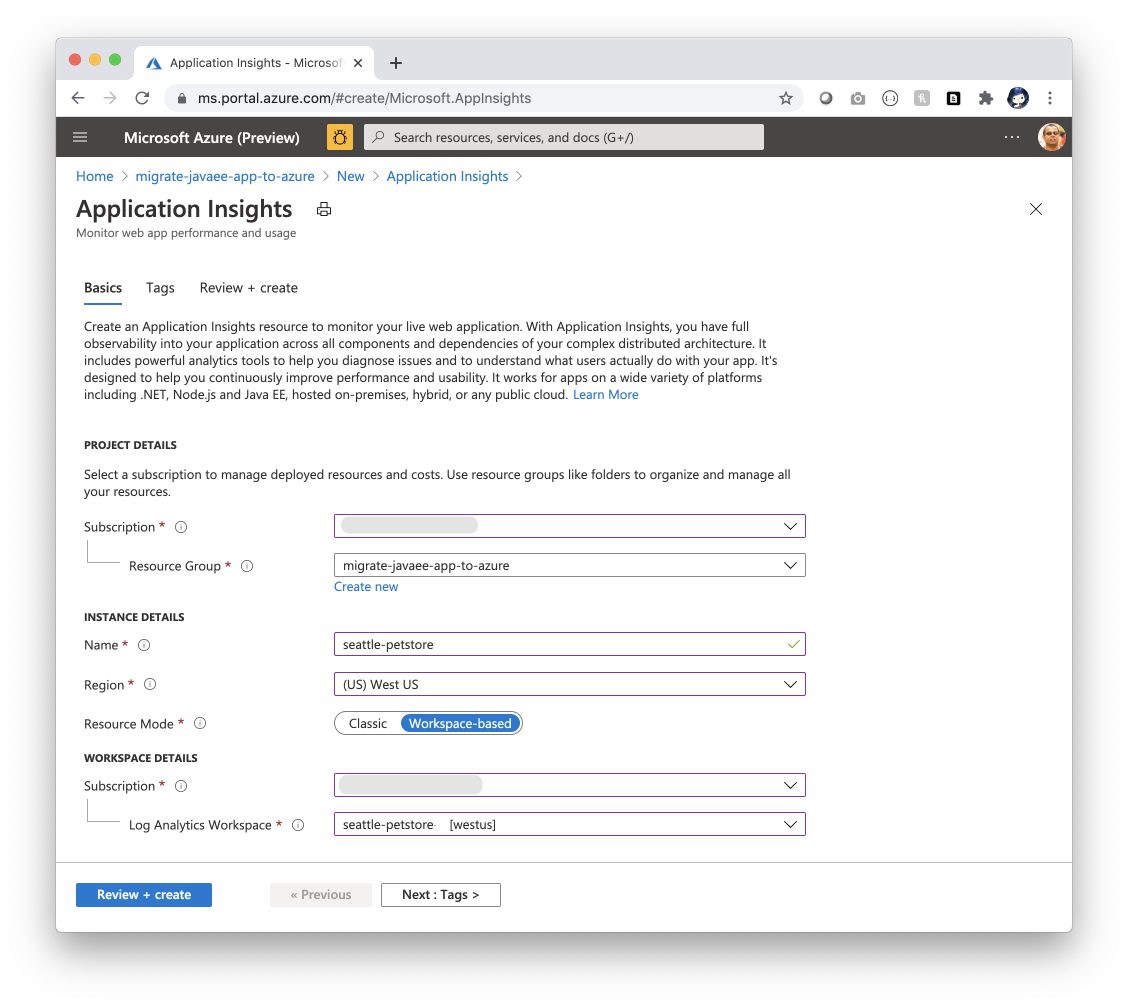 Application Insights - Microsof
ms.portal.azure.com/#create/Microsoft.AppInsights
Microsoft Azure (Preview)
Search resources, services, and docs (G+/)
Home > migrate-javaee-app-to-azure > New > Application Insights >
Application Insights
Monitor web app performance and usage
Basics Tags Review + create
Create an Application Insights resource to monitor your live web application. With Application Insights, you have full
observability into your application across all components and dependencies of your complex distributed architecture. It
includes powerful analytics tools to help you diagnose issues and to understand what users actually do with your app. It's
designed to help you continuously improve performance and usability. It works for apps on a wide variety of platforms
including .NET, Node.js and Java EE, hosted on-premises, hybrid, or any public cloud. Learn More
PROJECT DETAILS
Select a subscription to manage deployed resources and costs. Use resource groups like folders to organize and manage all
your resources.
Subscription *
Resource Group * migrate-javaee-app-to-azure
Create new
INSTANCE DETAILS
Name * seattle-petstore
Region * (US) West US
Resource Mode * Classic Workspace-based
WORKSPACE DETAILS
Subscription *
Log Analytics Workspace * seattle-petstore- [westus]
Review + create « Previous Next : Tags >